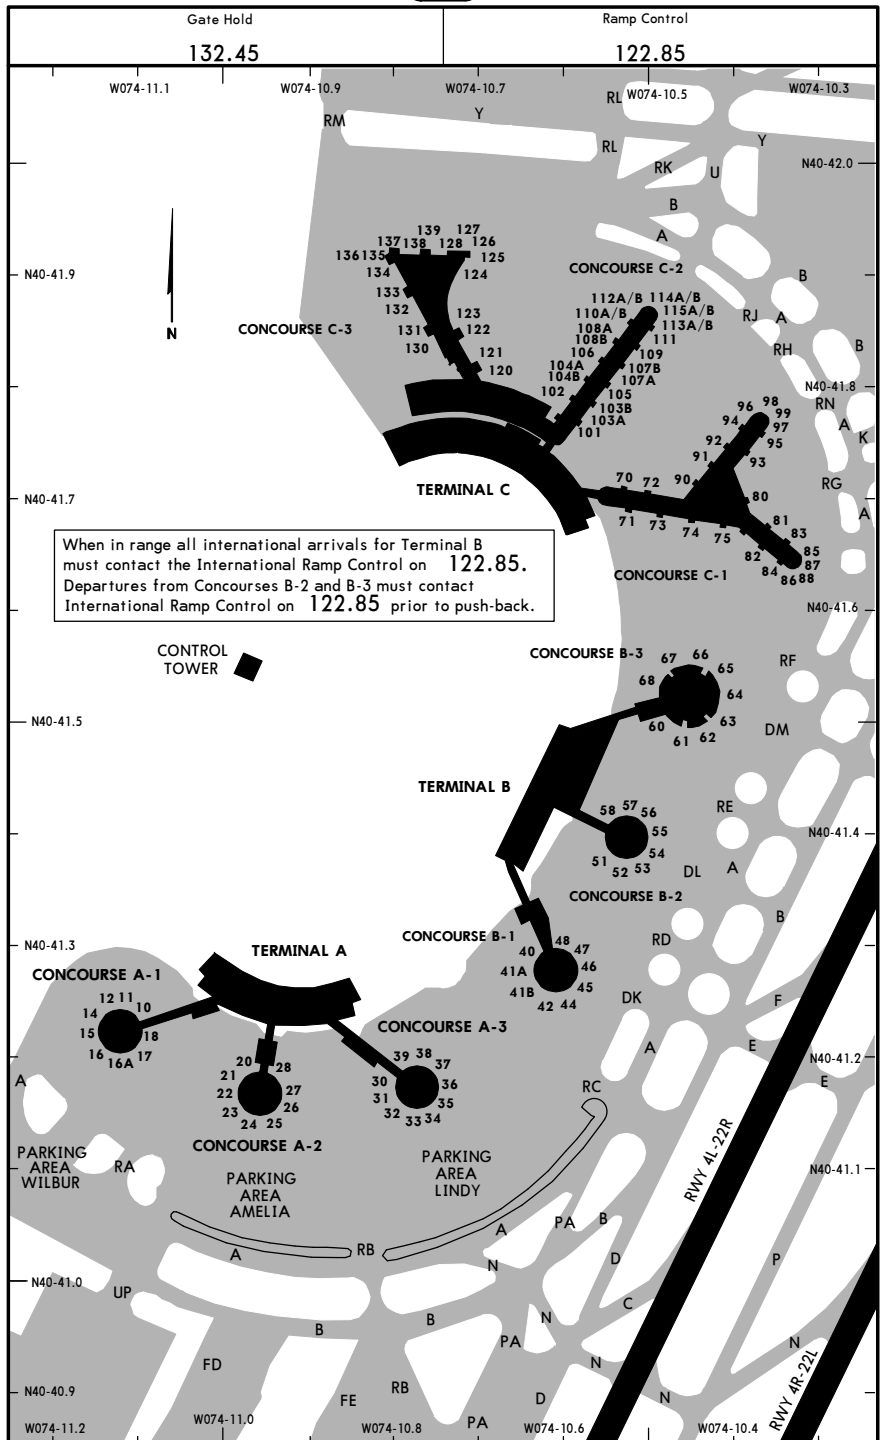 Gate Hold
Ramp Control
132.45
122.85
W074-11.1
W074-10.9
W074-10.7
RL
W074-10.5
W074-10.3
RM
Y
RL
Y
RK
U
N40-42.0
B
A
139
127
137
138
128
126
136
135
125
134
124
N40-41.9
CONCOURSE C-2
B
133
112A/B
114A/B
132
123
110A/B
115A/B
RJ
A
N
CONCOURSE C-3
131
122
108A
113A/B
108B
111
RH
B
130
121
106
109
120
104A
107B
104B
107A
N40-41.8
102
105
103B
103A
101
96
98
99
RN
94
97
A
95
K
92
93
91
70
72
90
RG
TERMINAL C
N40-41.7
80
A
71
73
74
75
81
83
82
85
84
87
86
88
CONCOURSE C-1
When in range all international arrivals for Terminal B
must contact the International Ramp Control on 122.85.
Departures from Concourses B-2 and B-3 must contact
International Ramp Control on 122.85 prior to push-back.
N40-41.6
CONTROL
TOWER
CONCOURSE B-3
66
67
65
RF
68
64
N40-41.5
60
63
61
62
DM
TERMINAL B
58
57
56
RE
55
N40-41.4
51
54
52
53
DL
A
CONCOURSE B-2
B
N40-41.3
TERMINAL A
CONCOURSE B-1
48
47
RD
40
CONCOURSE A-1
41A
46
45
41B
42
44
DK
F
12
11
10
14
15
18
16
16A
17
CONCOURSE A-3
A
E
39
38
37
20
28
N40-41.2
A
21
30
36
E
22
27
31
35
RC
23
26
32
33
34
24
25
CONCOURSE A-2
PARKING
AREA
WILBUR
RA
PARKING
AREA
AMELIA
PARKING
AREA
LINDY
N40-41.1
RWY 4L-22R
PA
B
A
A
RB
N
D
P
N40-41.0
UP
C
B
B
N
PA
N
N
FD
RB
FE
D
N
N40-40.9
RWY 4R-22L
W074-11.2
W074-11.0
W074-10.8
PA
W074-10.6
W074-10.4